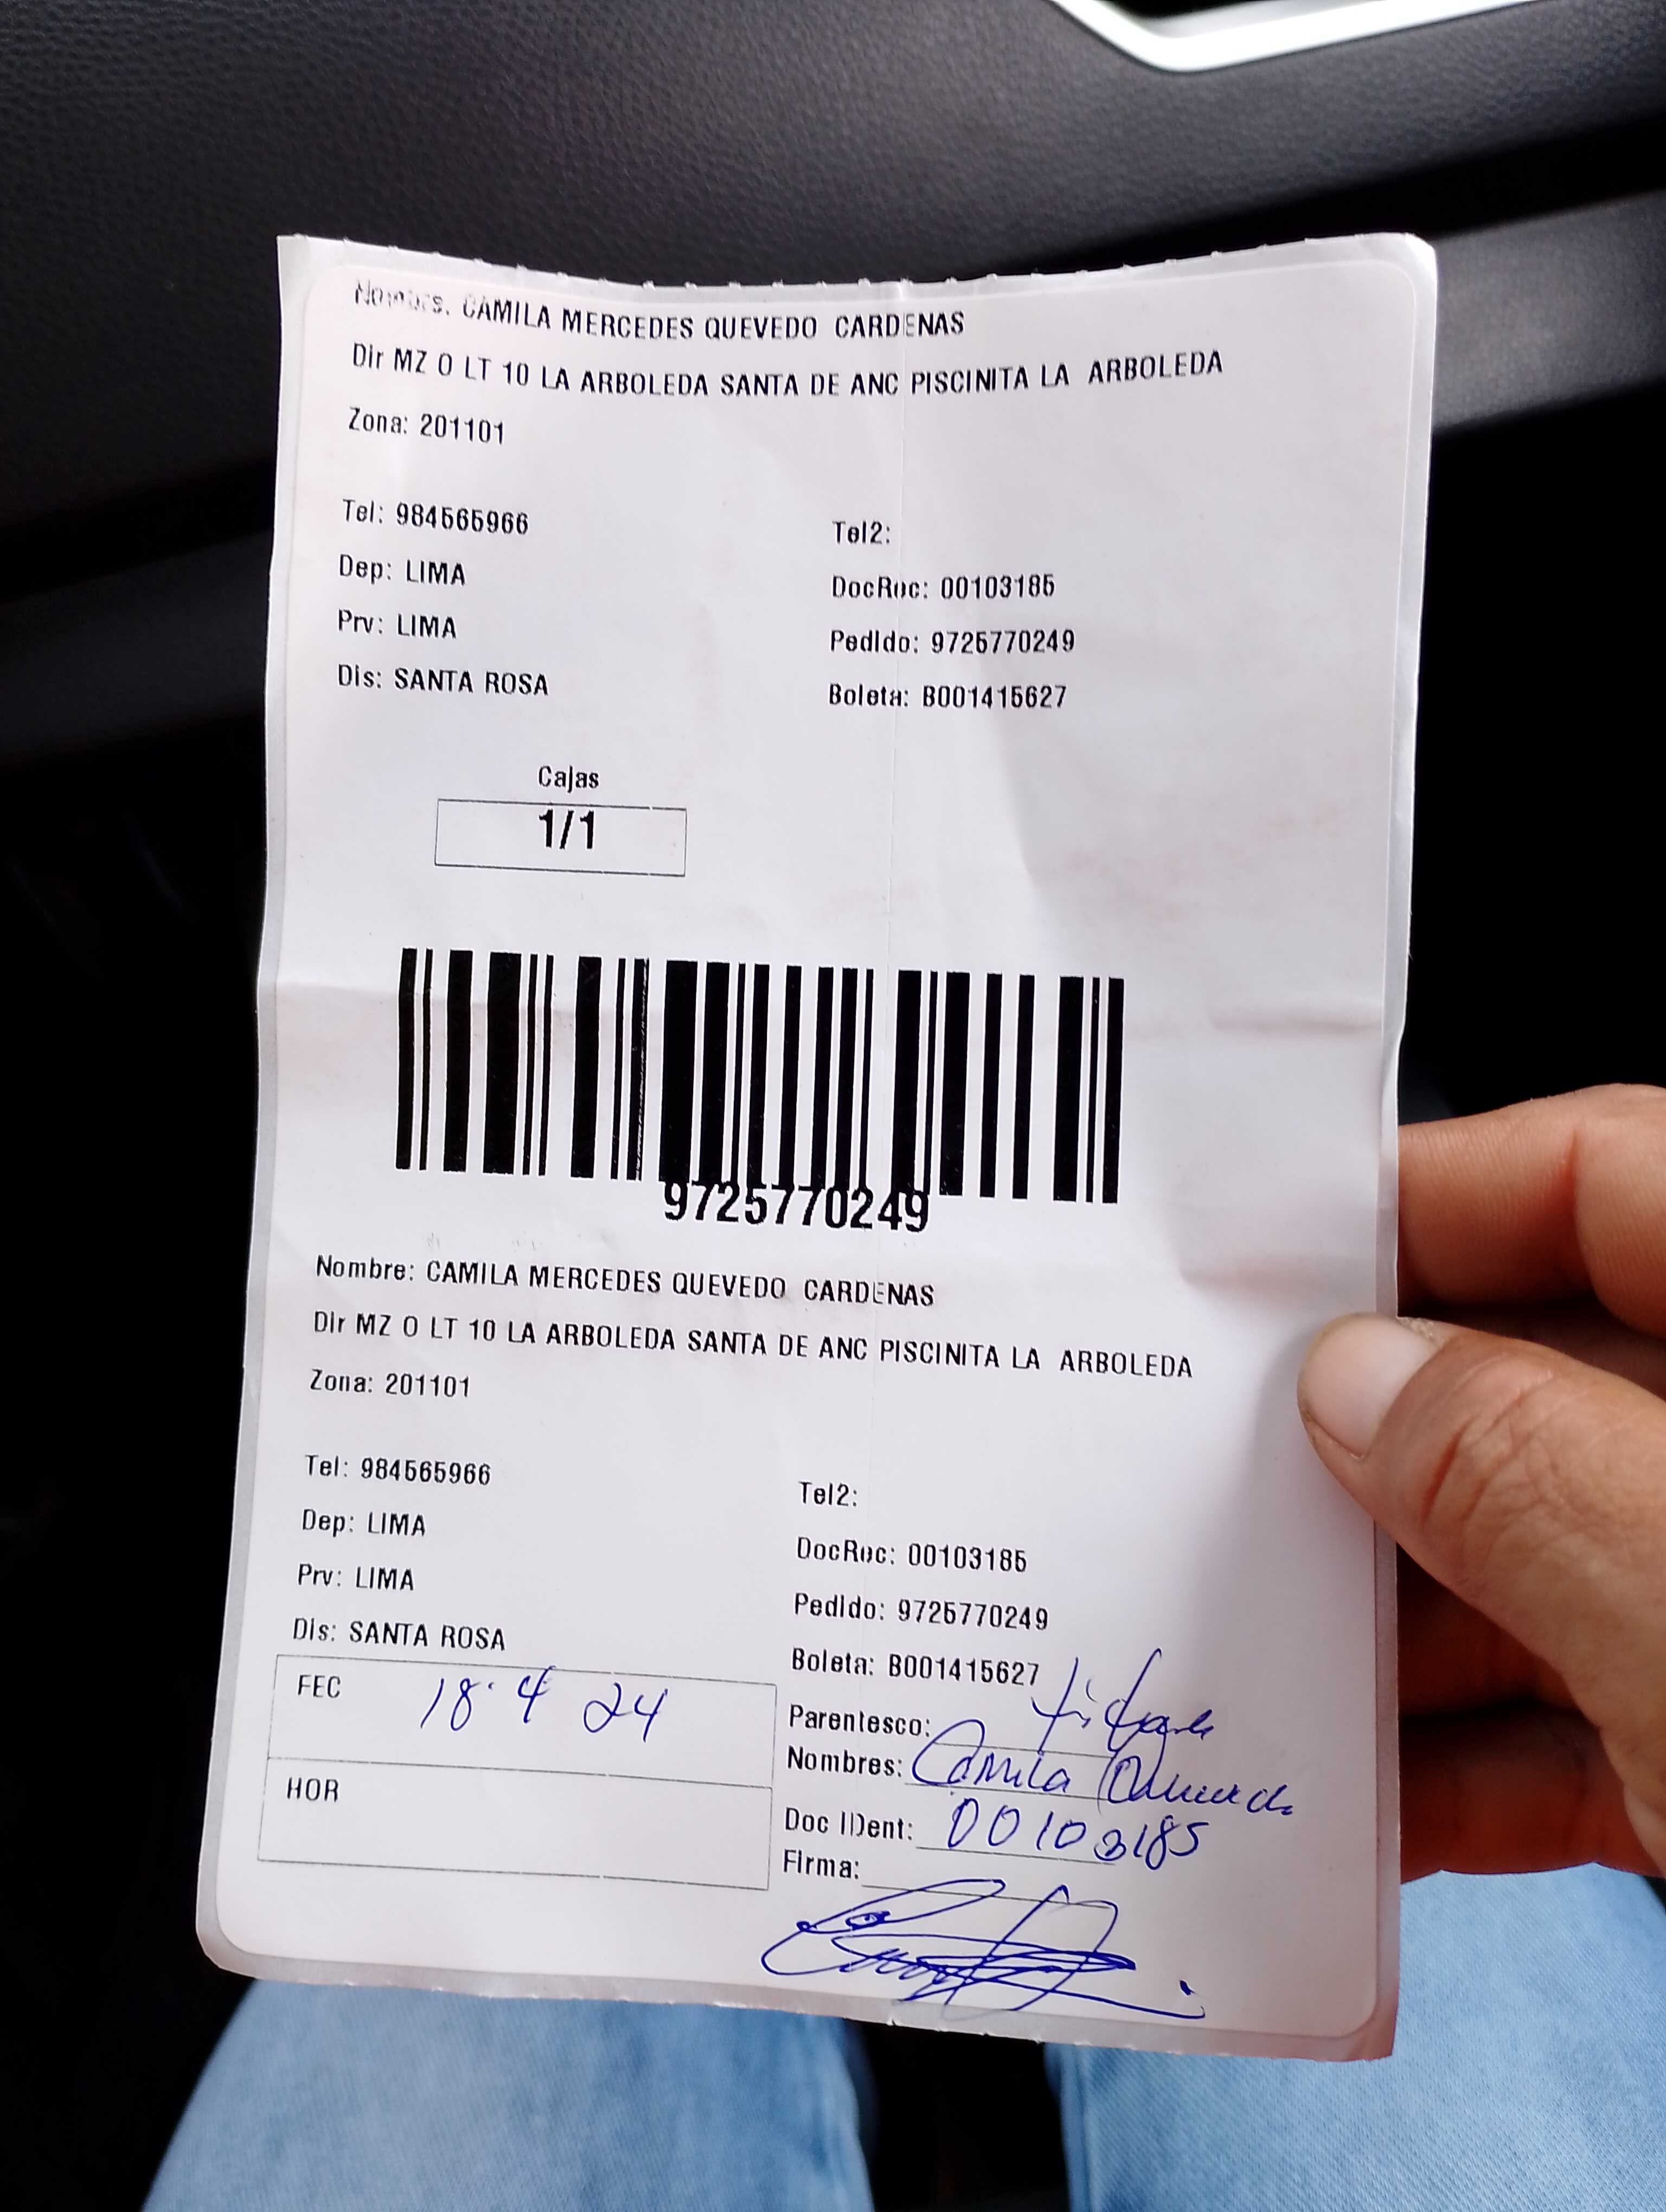 Nombre: CAMILA MERCEDES QUEVEDO CARDENAS
Dir MZ O LT 10 LA ARBOLEDA SANTA DE ANC PISCINITA LA ARBOLEDA
Zona: 201101
Tel: 984565966 Tel2:
Dep: LIMA DocRec: 00103185
Prv: LIMA Pedido: 9725770249
Dis: SANTA ROSA Boleta: B001415627
Cajas
1/1
9725770249
Nombre: CAMILA MERCEDES QUEVEDO CARDENAS
Dir MZ O LT 10 LA ARBOLEDA SANTA DE ANC PISCINITA LA ARBOLEDA
Zona: 201101
Tel: 984565966 Tel2:
Dep: LIMA DocRec: 00103185
Prv: LIMA Pedido: 9725770249
Dis: SANTA ROSA Boleta: B001415627
FEC 18·4 24
HOR
Parentesco: titular
Nombres: Camila Quevedo
Doc IDent: 00103185
Firma: